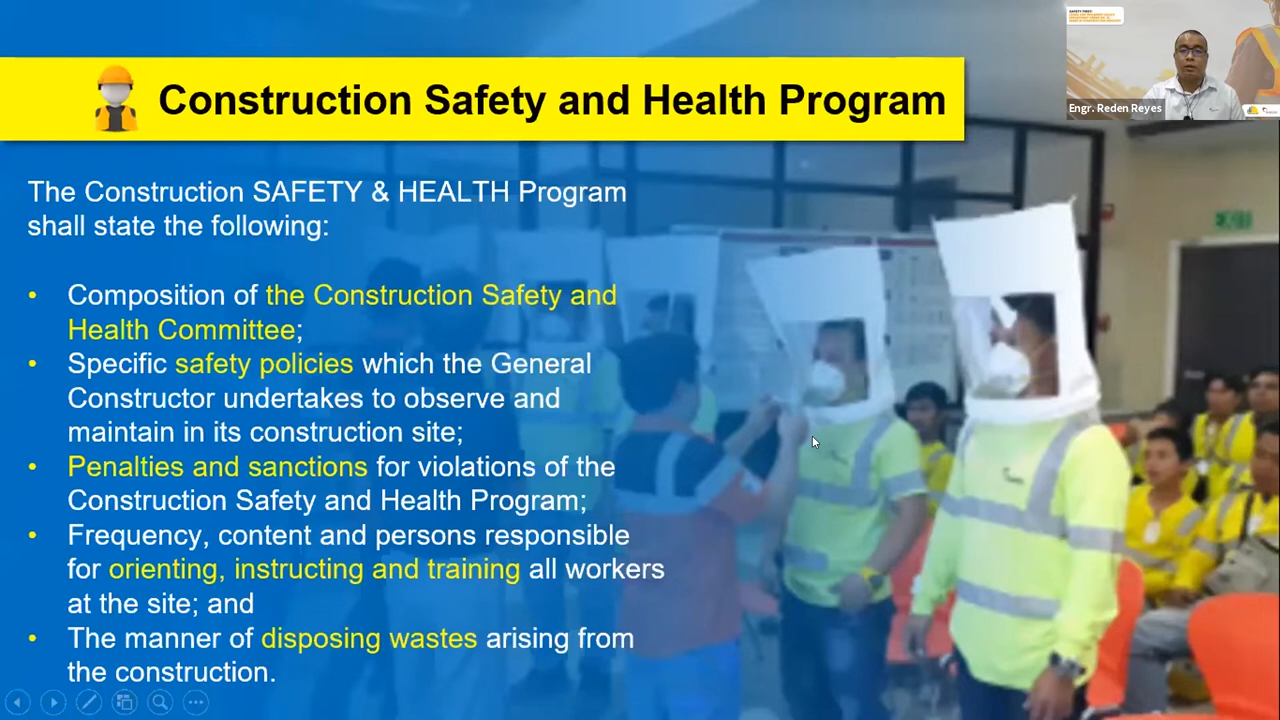 Construction Safety and Health Program
Engr. Reden Reyes
The Construction SAFETY & HEALTH Program
shall state the following:
• Composition of the Construction Safety and
Health Committee;
• Specific safety policies which the General
Constructor undertakes to observe and
maintain in its construction site;
• Penalties and sanctions for violations of the
Construction Safety and Health Program;
• Frequency, content and persons responsible
for orienting, instructing and training all workers
at the site; and
• The manner of disposing wastes arising from
the construction.
EXIT